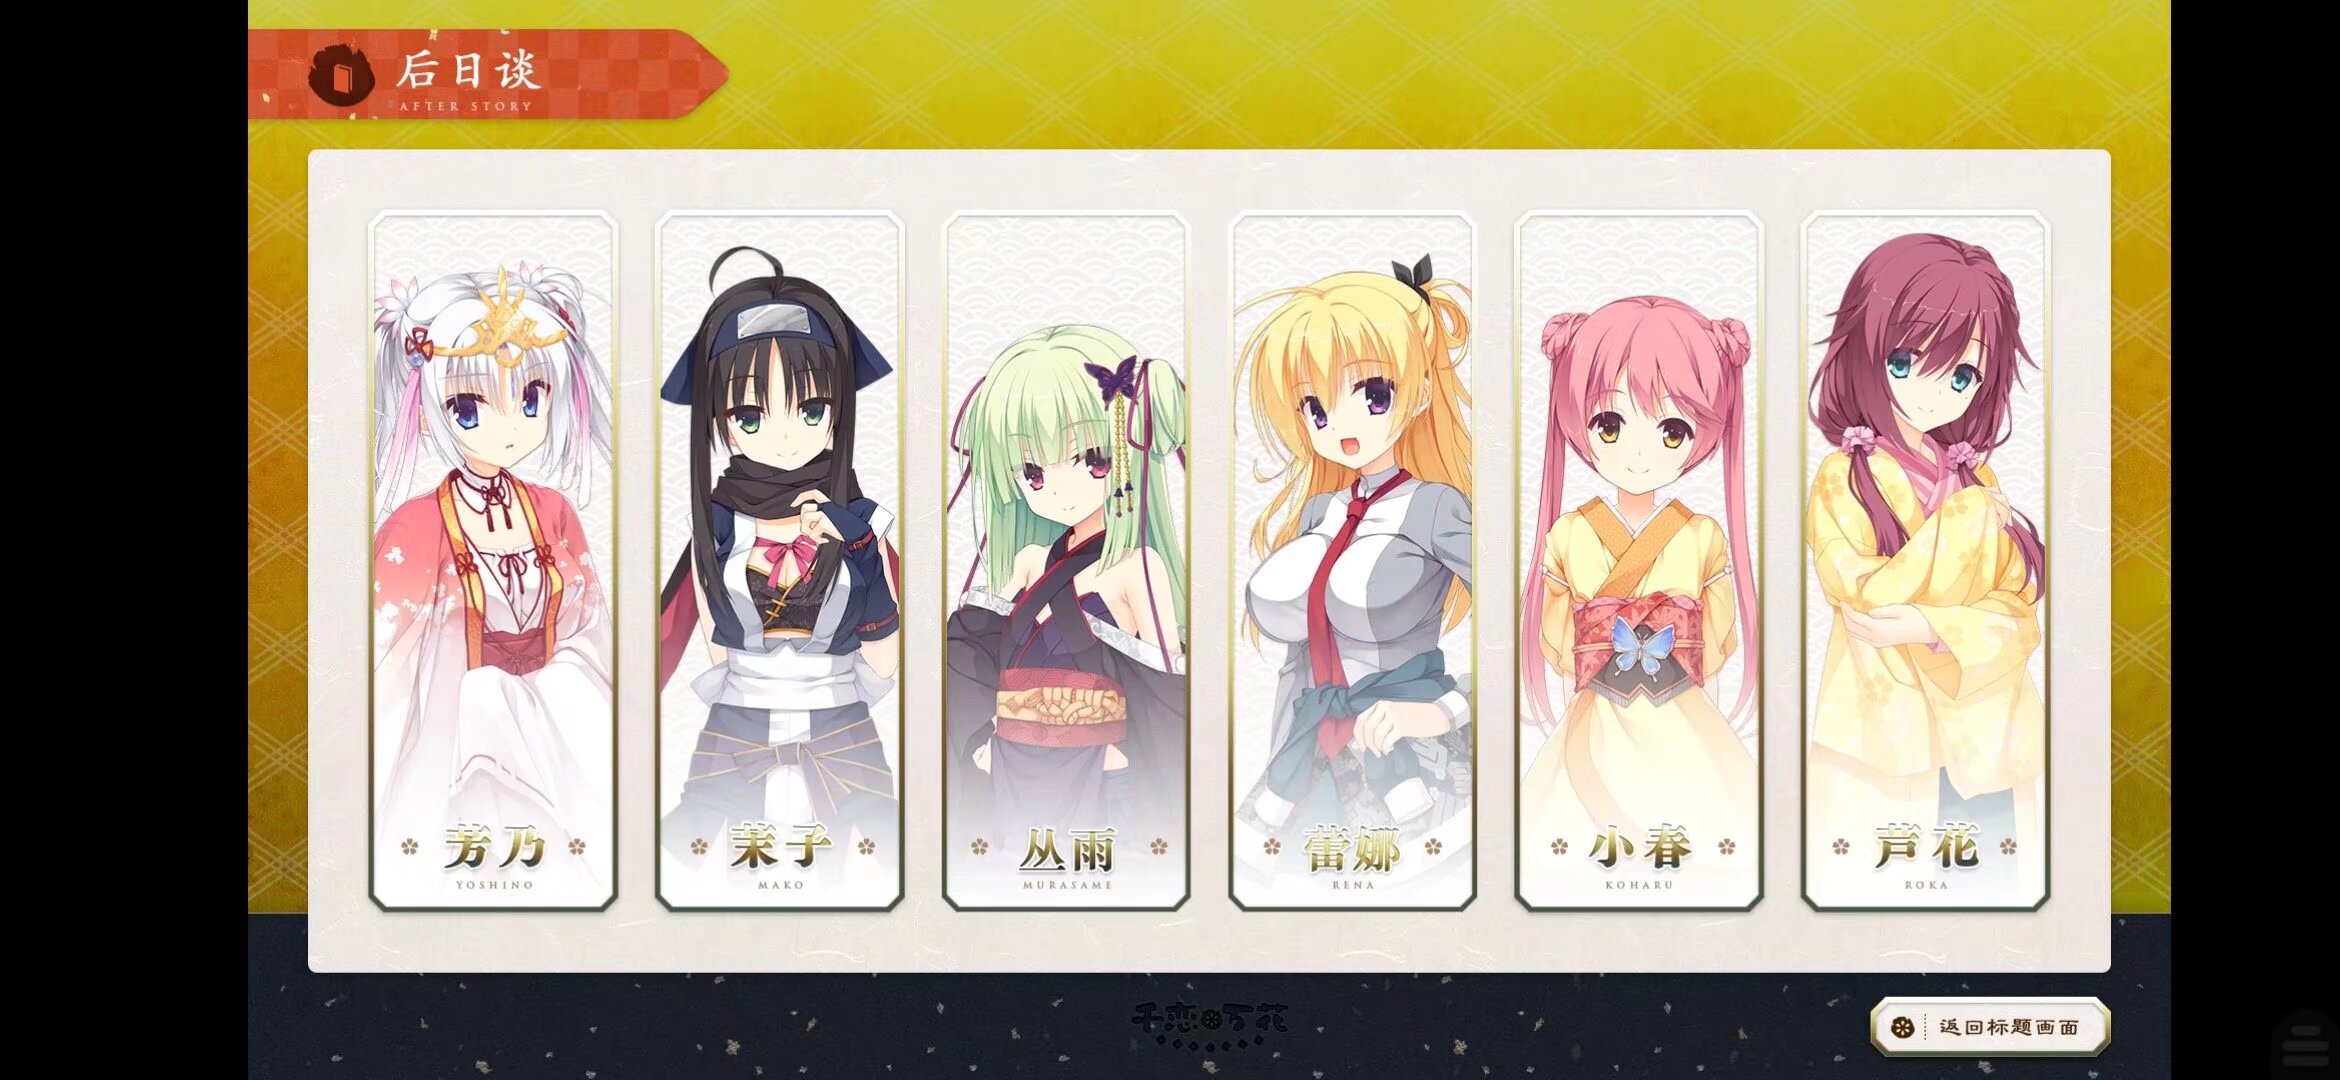 后日谈
AFTER STORY
芳乃
YOSHINO
茉子
MAKO
丛雨
MURASAME
蕾娜
RENA
小春
KOHARU
芦花
ROKA
千恋万花
返回标题画面